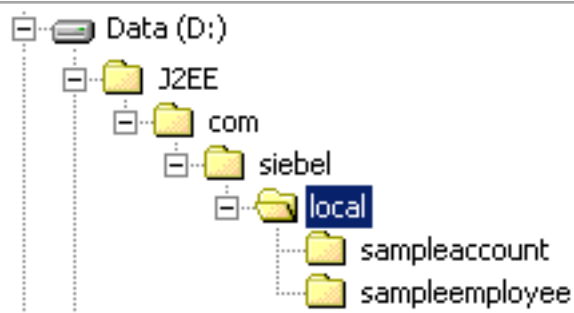 Data (D:)
J2EE
com
siebel
local
sampleaccount
sampleemployee